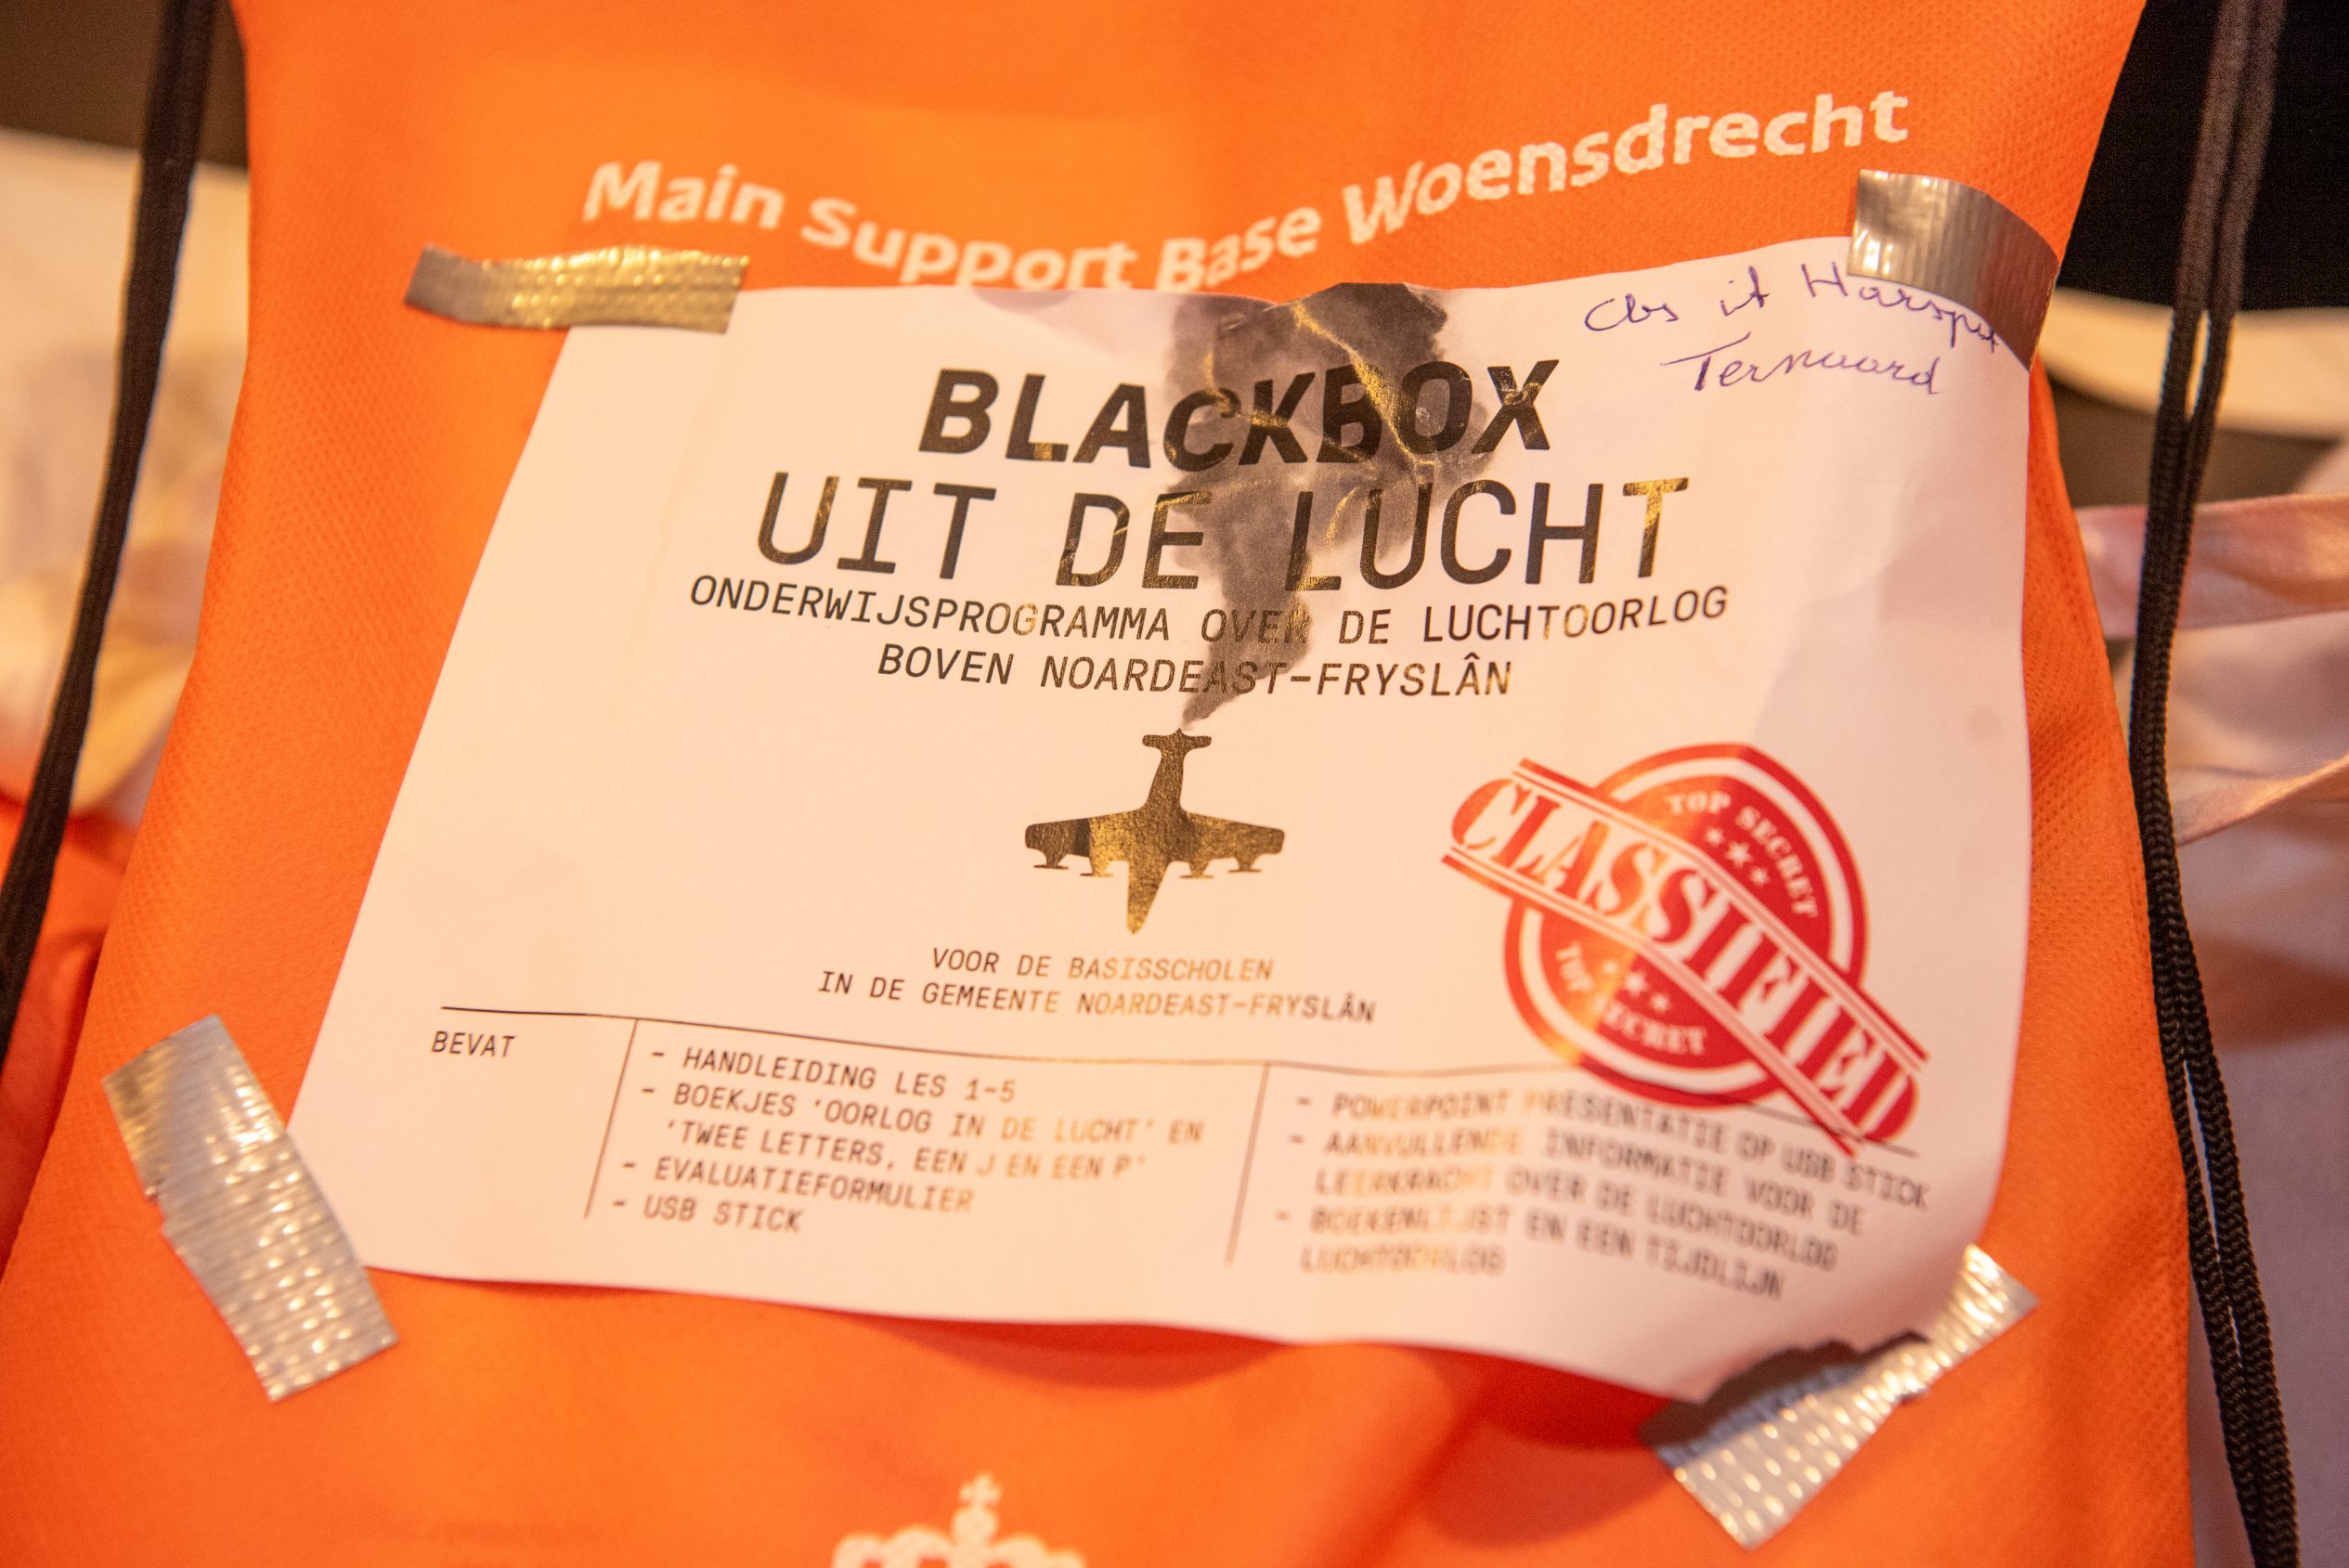 Main Support Base Woensdrecht
Cbs it Harspit
Ternaard
BLACKBOX
UIT DE LUCHT
ONDERWIJSPROGRAMMA OVER DE LUCHTOORLOG
BOVEN NOARDEAST-FRYSLÂN
TOP SECRET
CLASSIFIED
TOP SECRET
VOOR DE BASISSCHOLEN
IN DE GEMEENTE NOARDEAST-FRYSLÂN
BEVAT
- HANDLEIDING LES 1-5
- BOEKJES ‘OORLOG IN DE LUCHT’ EN
‘TWEE LETTERS, EEN J EN EEN P’
- EVALUATIEFORMULIER
- USB STICK
- POWERPOINT PRESENTATIE OP USB STICK
- AANVULLENDE INFORMATIE VOOR DE
LEERKRACHT OVER DE LUCHTOORLOG
- BOEKENLIJST EN EEN TIJDLIJN
LUCHTOORLOG